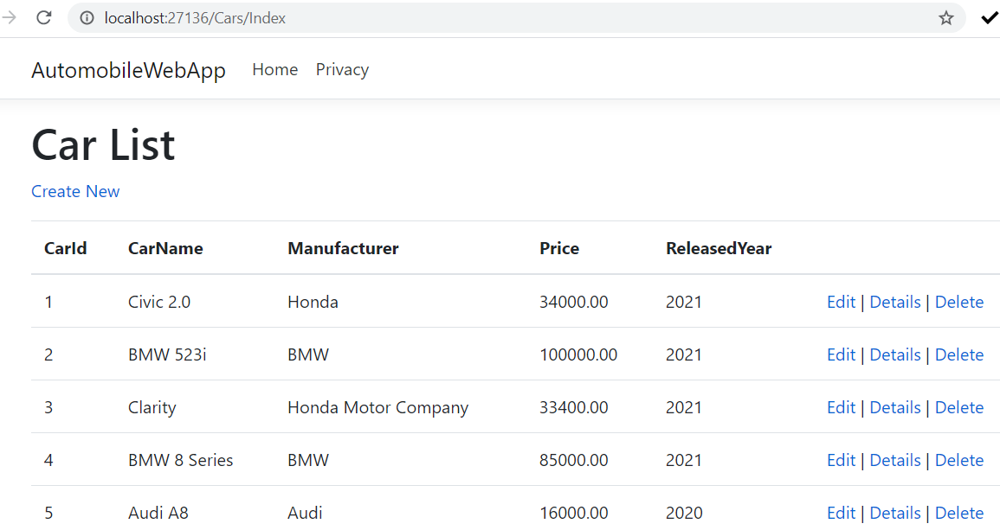 localhost:27136/Cars/Index
AutomobileWebApp Home Privacy
Car List
Create New
CarId CarName Manufacturer Price ReleasedYear
1 Civic 2.0 Honda 34000.00 2021 Edit | Details | Delete
2 BMW 523i BMW 100000.00 2021 Edit | Details | Delete
3 Clarity Honda Motor Company 33400.00 2021 Edit | Details | Delete
4 BMW 8 Series BMW 85000.00 2021 Edit | Details | Delete
5 Audi A8 Audi 16000.00 2020 Edit | Details | Delete